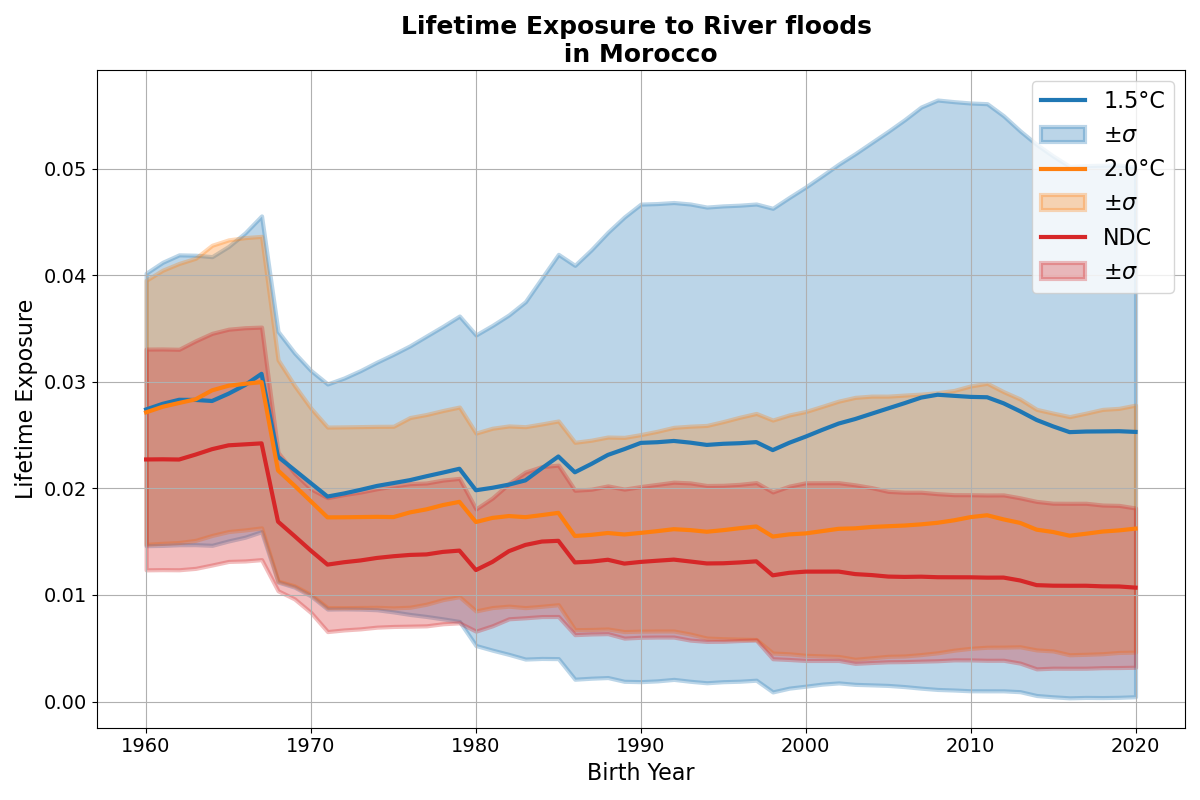 Lifetime Exposure to River floods
in Morocco
Lifetime Exposure
0.05
0.04
0.03
0.02
0.01
0.00
1960
1970
1980
1990
2000
2010
2020
Birth Year
1.5°C
±σ
2.0°C
±σ
NDC
±σ